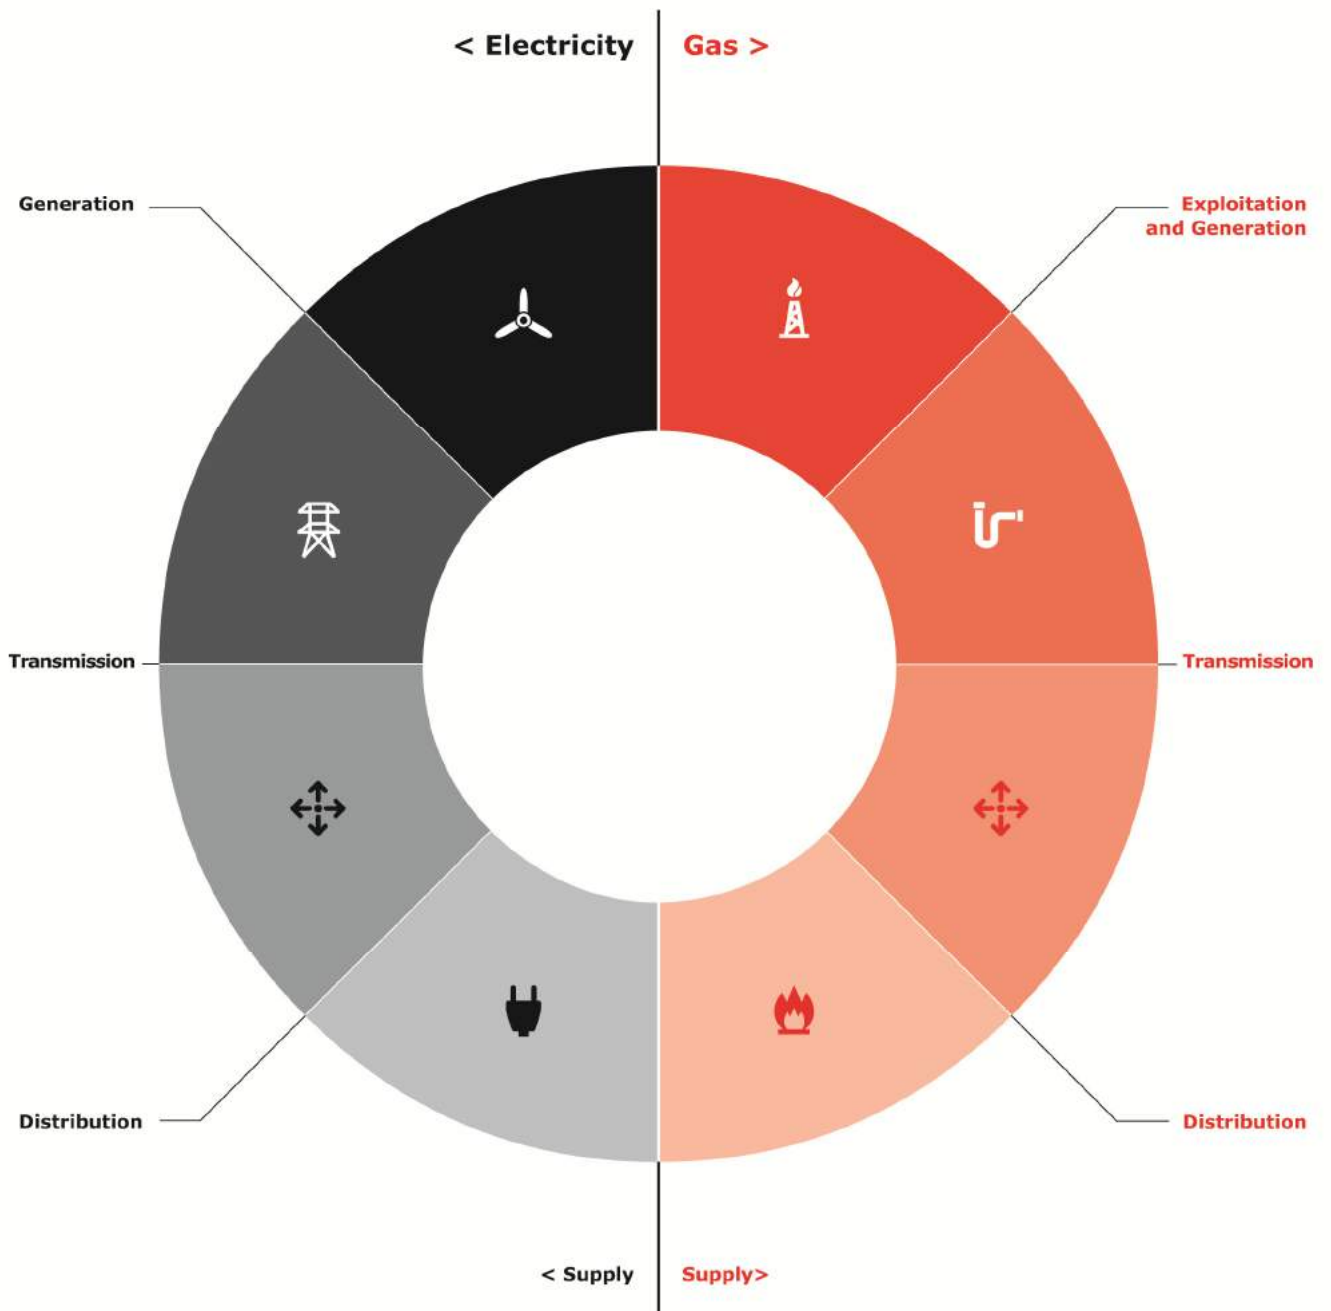 < Electricity
Gas >
Generation
Exploitation
and Generation
Transmission
Transmission
Distribution
Distribution
< Supply
Supply>